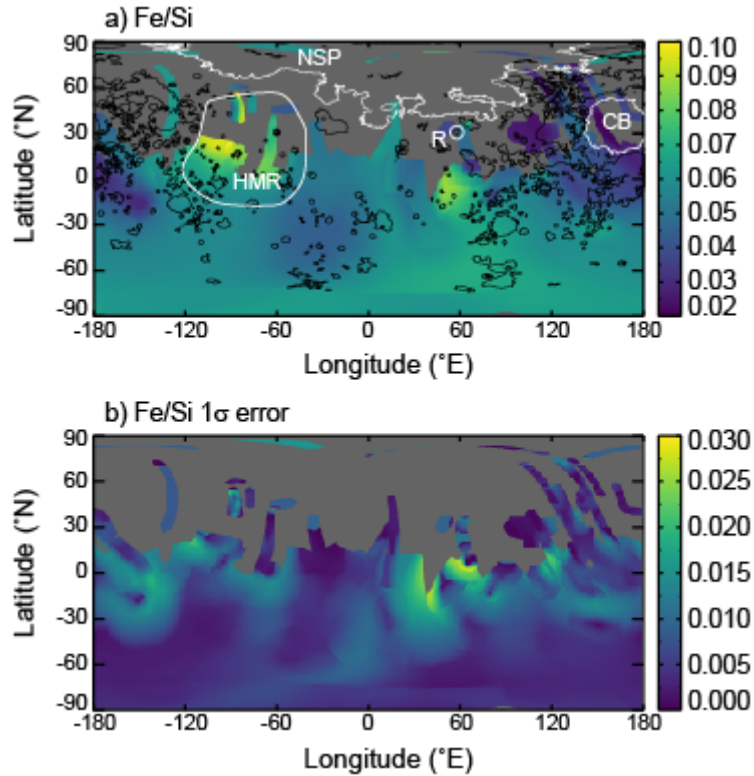 a) Fe/Si
90
60
30
0
-30
-60
-90
Latitude (°N)
NSP
R
CB
HMR
0.10
0.09
0.08
0.07
0.06
0.05
0.04
0.03
0.02
-180 -120 -60 0 60 120 180
Longitude (°E)
b) Fe/Si 1σ error
90
60
30
0
-30
-60
-90
Latitude (°N)
0.030
0.025
0.020
0.015
0.010
0.005
0.000
-180 -120 -60 0 60 120 180
Longitude (°E)